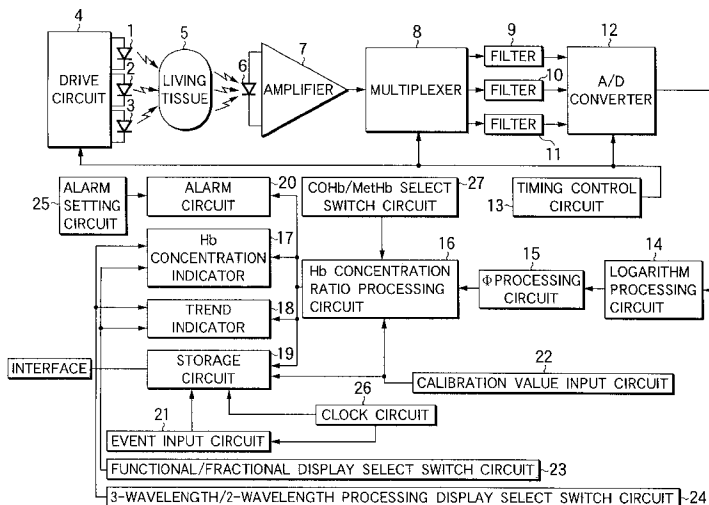 4
1
5
7
8
9
12
DRIVE
CIRCUIT
2
3
LIVING
TISSUE
6
AMPLIFIER
MULTIPLEXER
FILTER
10
FILTER
FILTER
11
A/D
CONVERTER
25
ALARM
SETTING
CIRCUIT
20
ALARM
CIRCUIT
27
COHb/MetHb SELECT
SWITCH CIRCUIT
13
TIMING CONTROL
CIRCUIT
17
Hb
CONCENTRATION
INDICATOR
16
Hb CONCENTRATION
RATIO PROCESSING
CIRCUIT
15
Φ PROCESSING
CIRCUIT
14
LOGARITHM
PROCESSING
CIRCUIT
18
TREND
INDICATOR
INTERFACE
19
STORAGE
CIRCUIT
22
CALIBRATION VALUE INPUT CIRCUIT
26
CLOCK CIRCUIT
21
EVENT INPUT CIRCUIT
FUNCTIONAL/FRACTIONAL DISPLAY SELECT SWITCH CIRCUIT
23
3-WAVELENGTH/2-WAVELENGTH PROCESSING DISPLAY SELECT SWITCH CIRCUIT
24